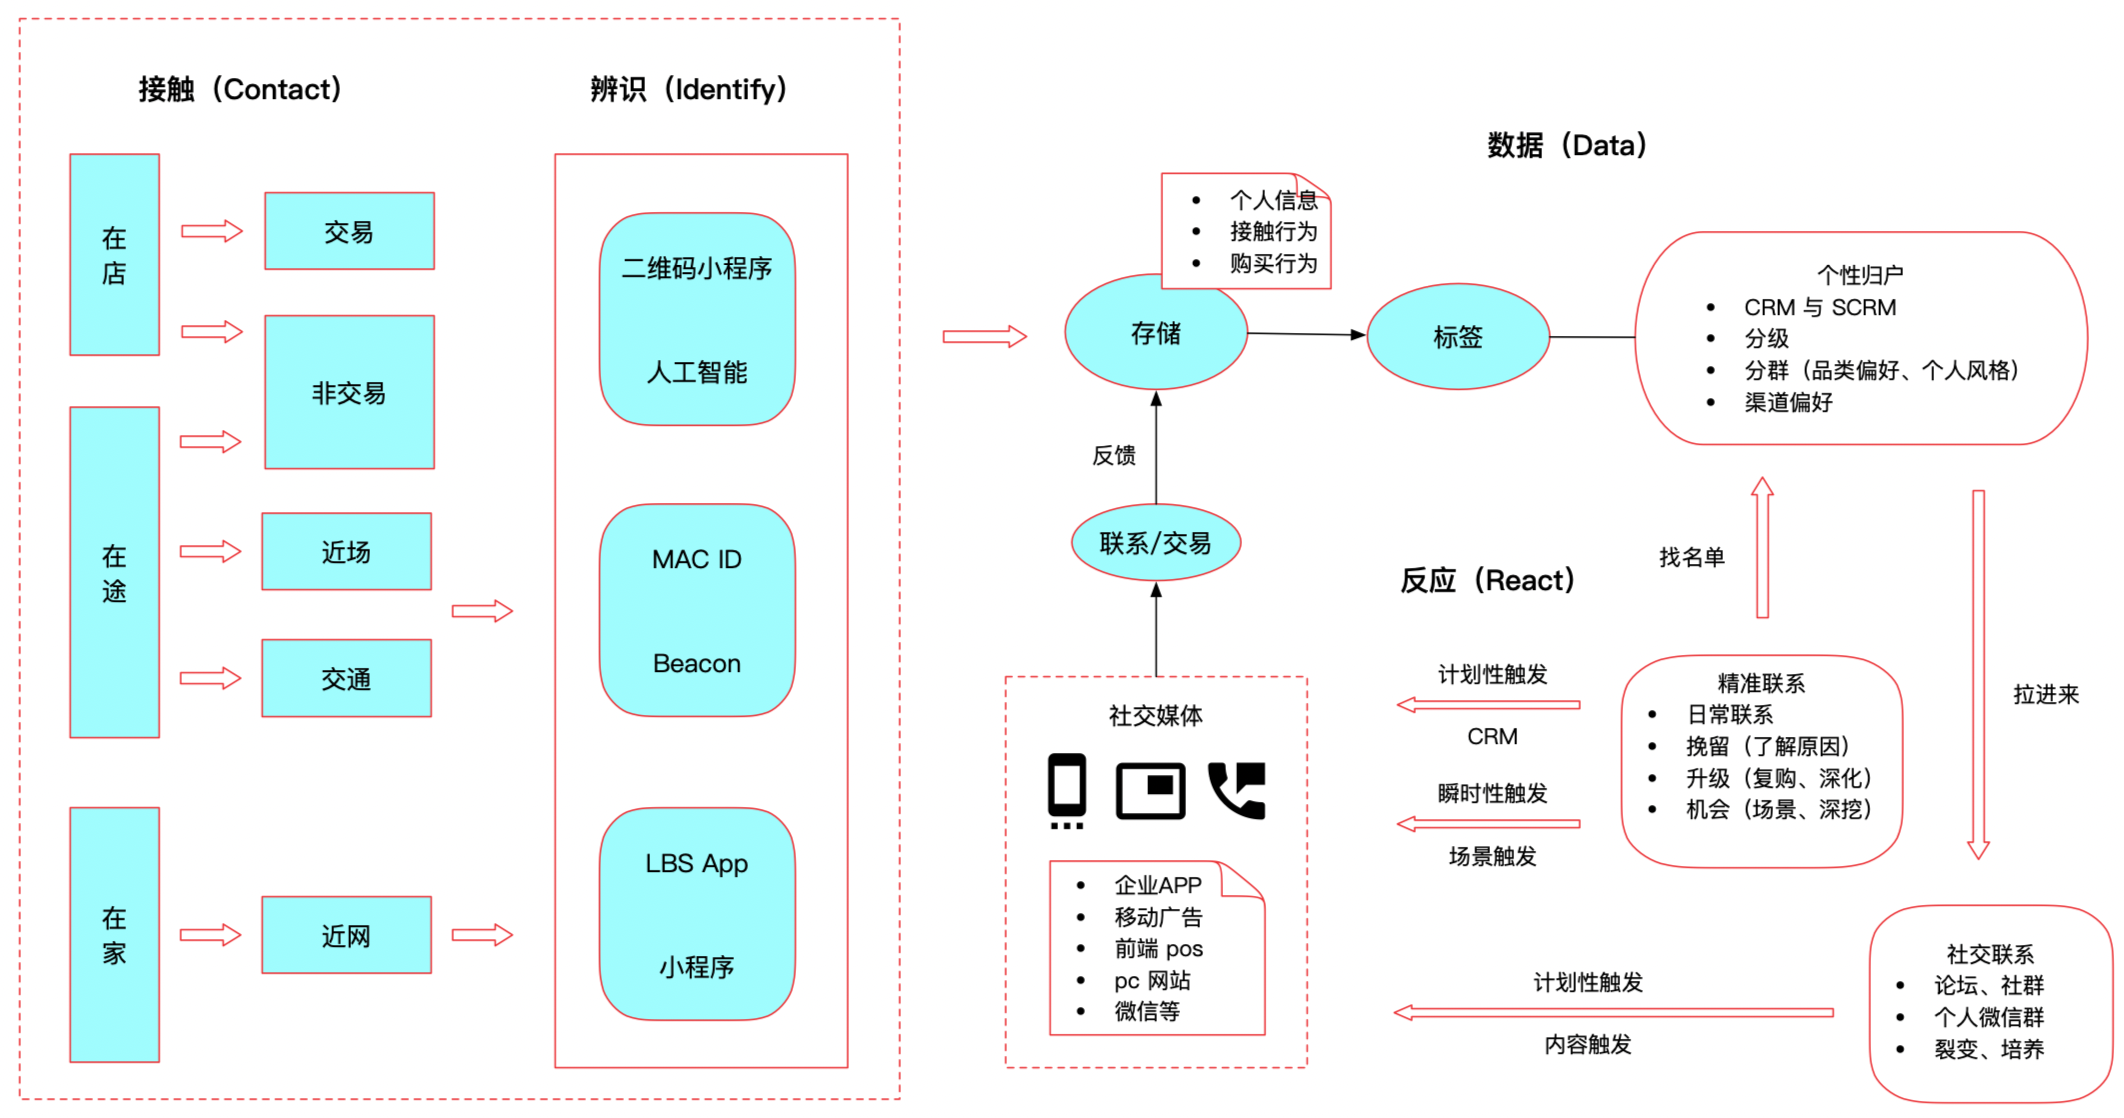 接触（Contact）
辨识（Identify）
在
店
交易
非交易
在
途
近场
交通
在
家
近网
二维码小程序
人工智能
MAC ID
Beacon
LBS App
小程序
数据（Data）
• 个人信息
• 接触行为
• 购买行为
存储
标签
个性归户
• CRM 与 SCRM
• 分级
• 分群（品类偏好、个人风格）
• 渠道偏好
反馈
联系/交易
反应（React）
找名单
拉进来
计划性触发
CRM
瞬时性触发
场景触发
精准联系
• 日常联系
• 挽留（了解原因）
• 升级（复购、深化）
• 机会（场景、深挖）
社交媒体
• 企业APP
• 移动广告
• 前端 pos
• pc 网站
• 微信等
计划性触发
内容触发
社交联系
• 论坛、社群
• 个人微信群
• 裂变、培养